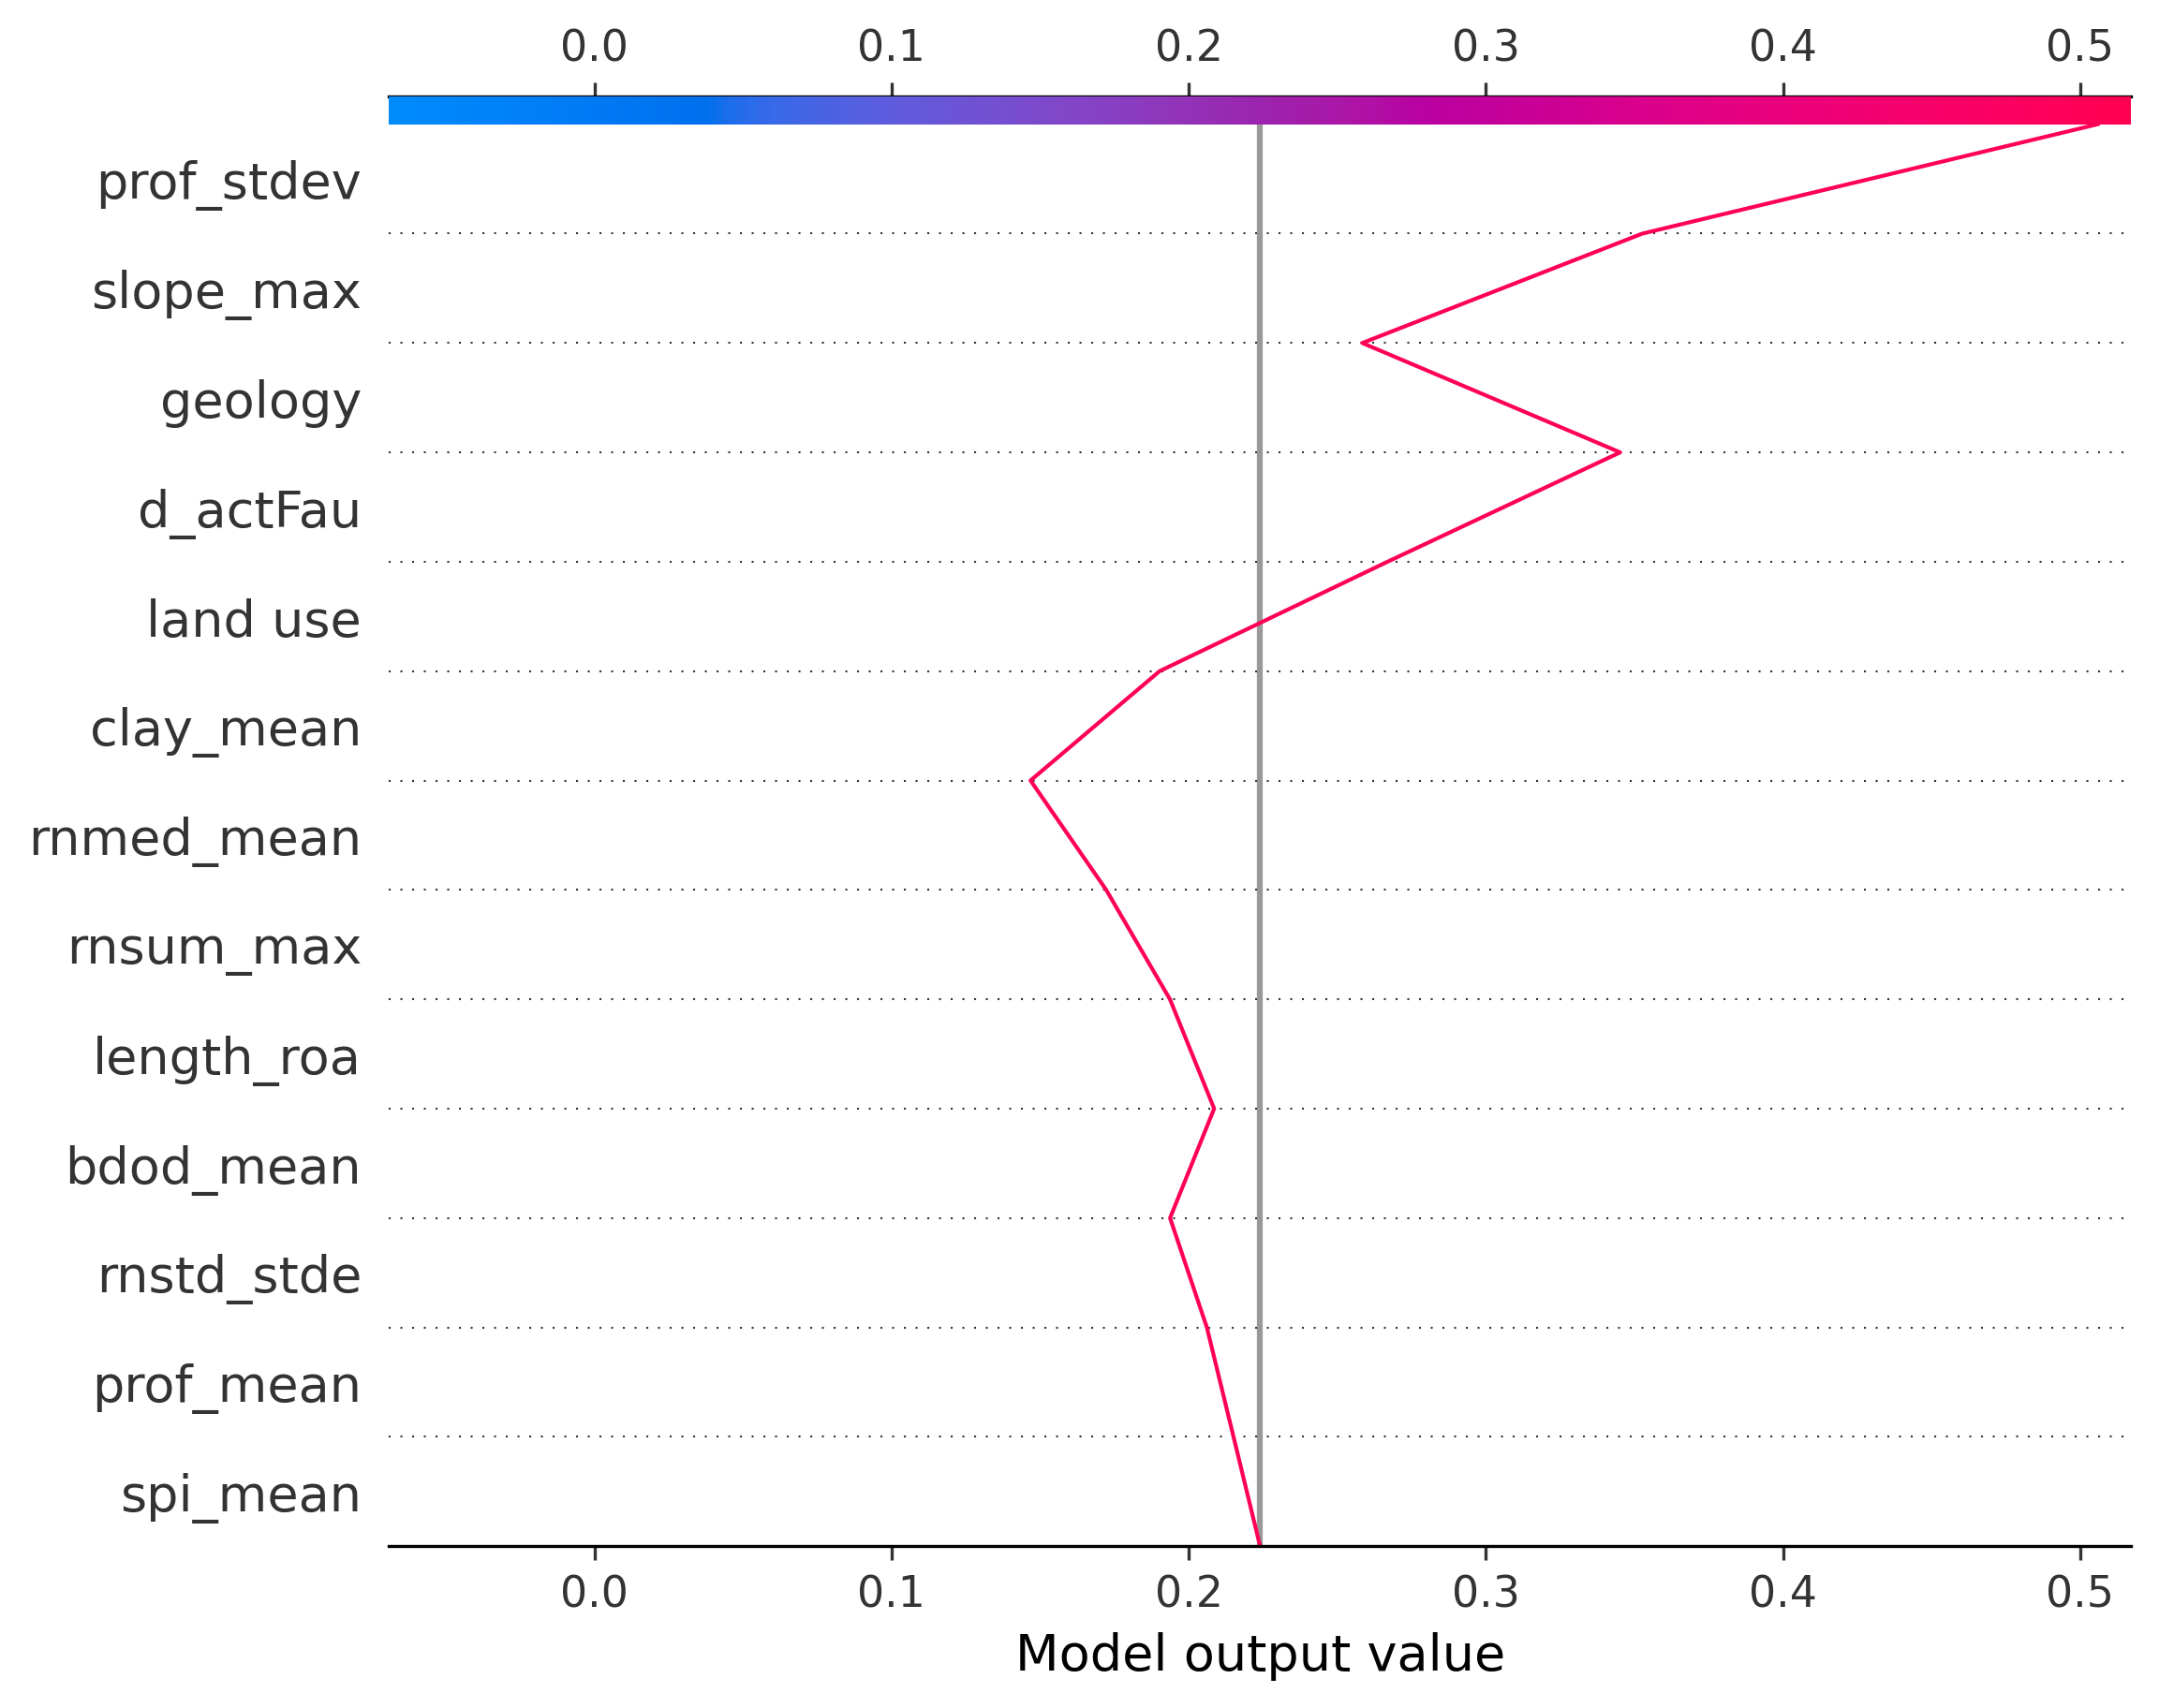 0.0 0.1 0.2 0.3 0.4 0.5
prof_stdev
slope_max
geology
d_actFau
land use
clay_mean
rnmed_mean
rnsum_max
length_roa
bdod_mean
rnstd_stde
prof_mean
spi_mean
0.0 0.1 0.2 0.3 0.4 0.5
Model output value